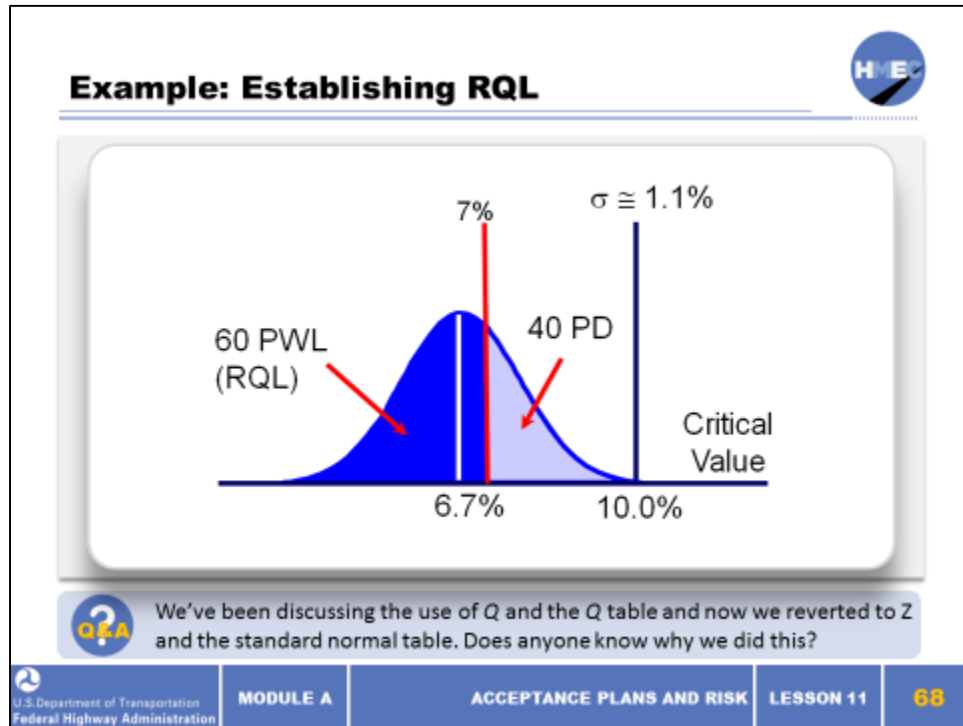 Example: Establishing RQL
HMEC
7%
σ ≅ 1.1%
60 PWL
(RQL)
40 PD
Critical
Value
6.7%
10.0%
?
Q&A
We've been discussing the use of Q and the Q table and now we reverted to Z
and the standard normal table. Does anyone know why we did this?
U.S.Department of Transportation
Federal Highway Administration
MODULE A
ACCEPTANCE PLANS AND RISK
LESSON 11
68